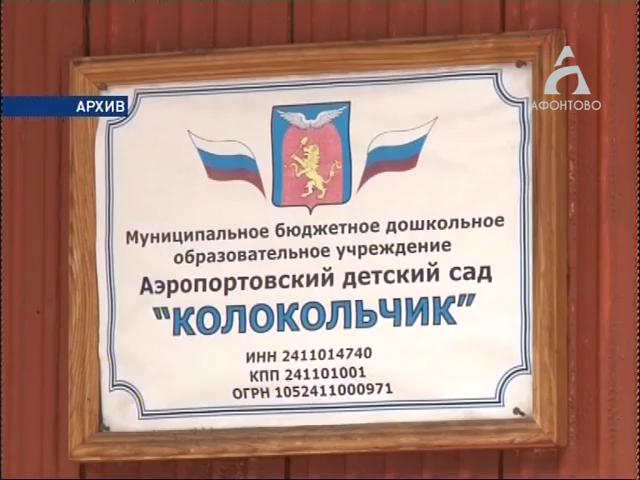 АРХИВ
АФОНТОВО
Муниципальное бюджетное дошкольное
образовательное учреждение
Аэропортовский детский сад
"КОЛОКОЛЬЧИК"
ИНН 2411014740
КПП 241101001
ОГРН 1052411000971